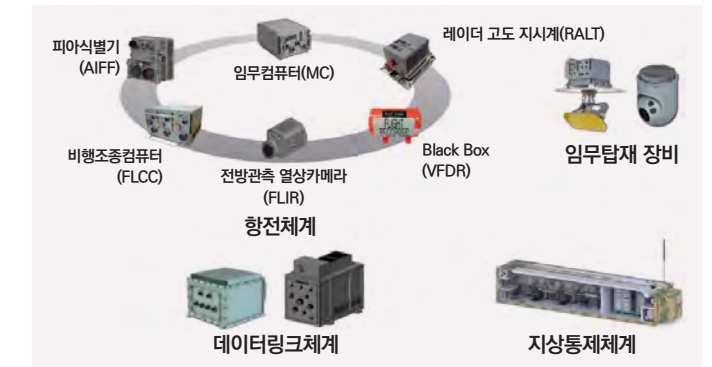 피아식별기
(AIFF)
임무컴퓨터(MC)
레이더 고도 지시계(RALT)
비행조종컴퓨터
(FLCC)
전방관측 열상카메라
(FLIR)
Black Box
(VFDR)
FLIGHT
RECORDER
항전체계
임무탑재 장비
데이터링크체계
지상통제체계